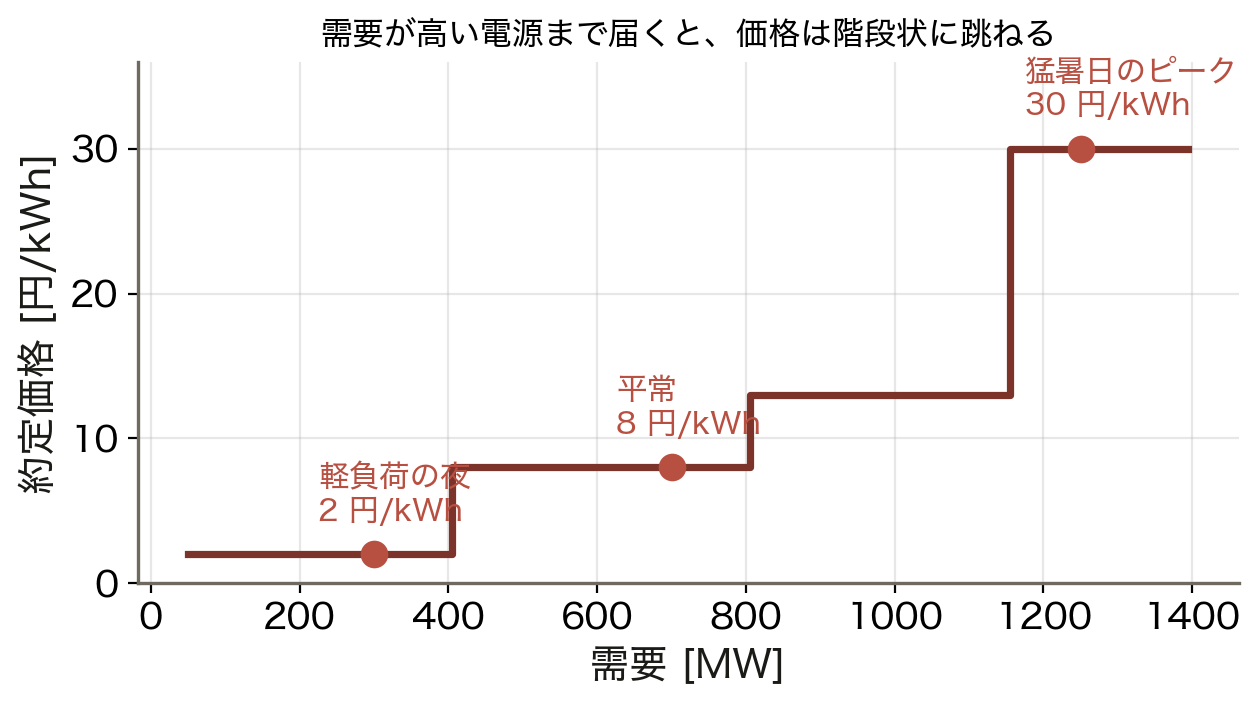 需要が高い電源まで届くと、価格は階段状に跳ねる
猛暑日のピーク
30 円/kWh
平常
8 円/kWh
軽負荷の夜
2 円/kWh
約定価格 [円/kWh]
30
20
10
0
0 200 400 600 800 1000 1200 1400
需要 [MW]